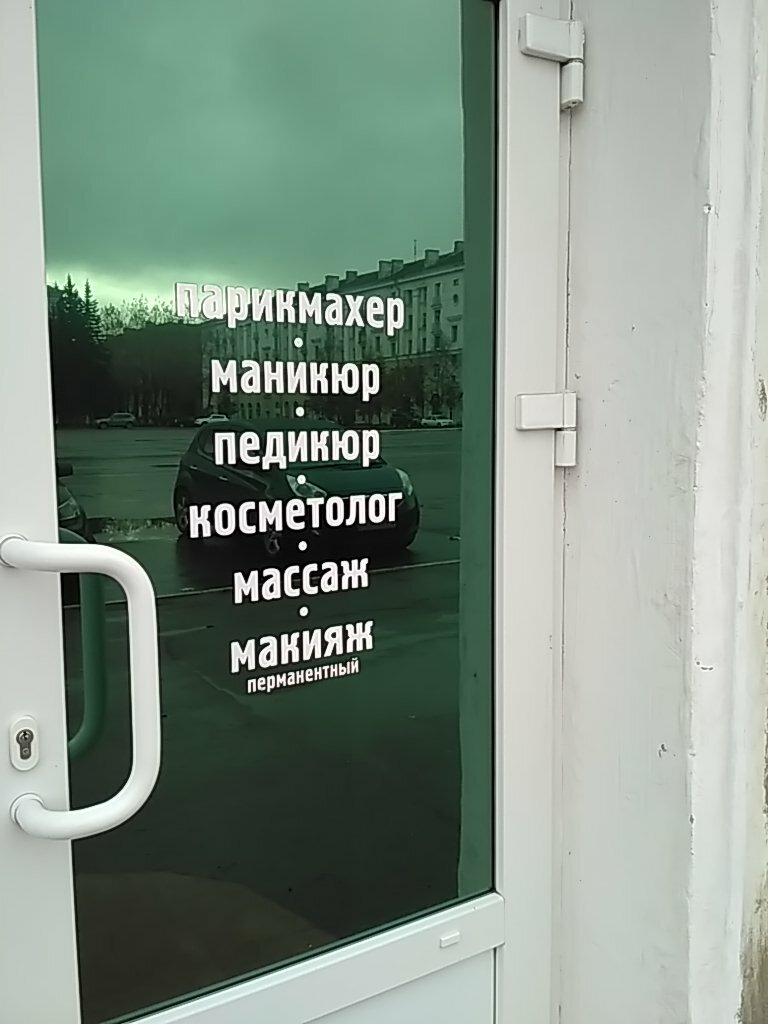 парикмахер
•
маникюр
•
педикюр
•
косметолог
•
массаж
•
макияж
перманентный